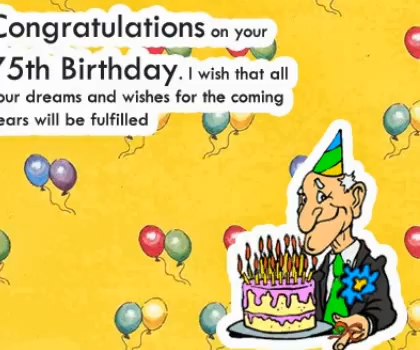 Congratulations on your
75th Birthday. I wish that all
our dreams and wishes for the coming
ears will be fulfilled